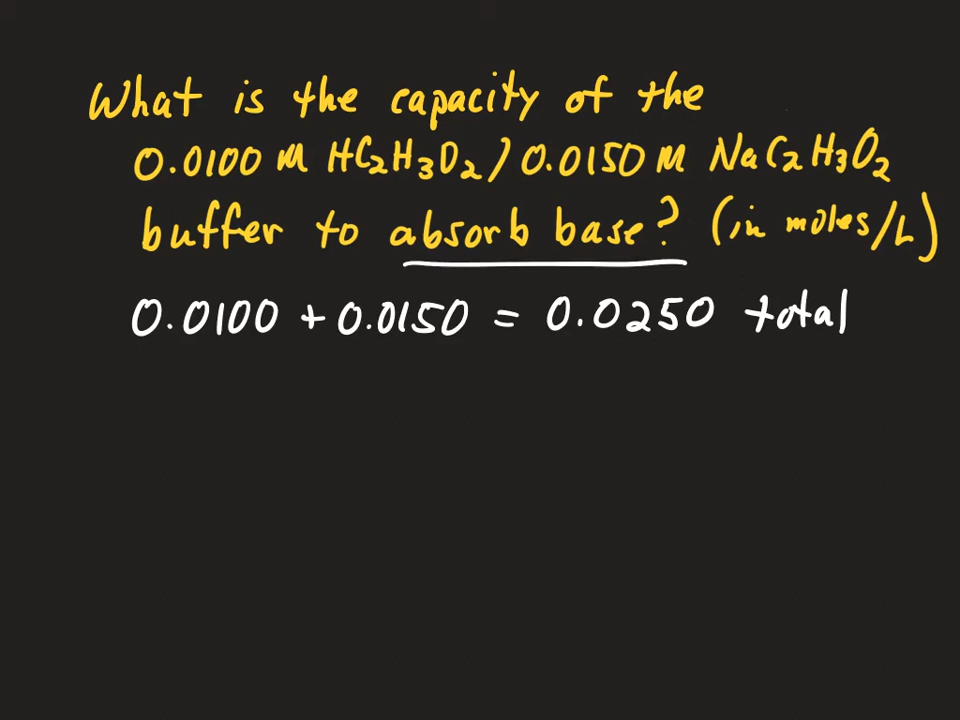 What is the capacity of the
0.0100 M HC2H3O2/0.0150 M NaC2H3O2
buffer to absorb base? (in moles/L)
0.0100 + 0.0150 = 0.0250 total